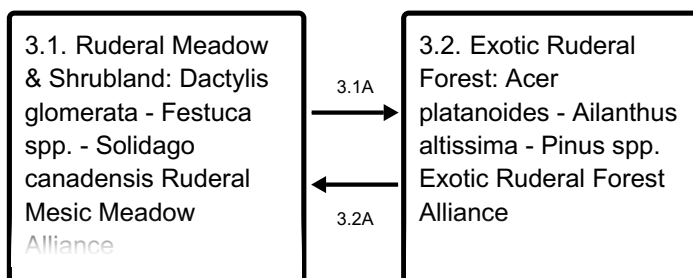 3.1. Ruderal Meadow
& Shrubland: Dactylis
glomerata - Festuca
spp. - Solidago
canadensis Ruderal
Mesic Meadow
Alliance
3.1A
3.2A
3.2. Exotic Ruderal
Forest: Acer
platanoides - Ailanthus
altissima - Pinus spp.
Exotic Ruderal Forest
Alliance